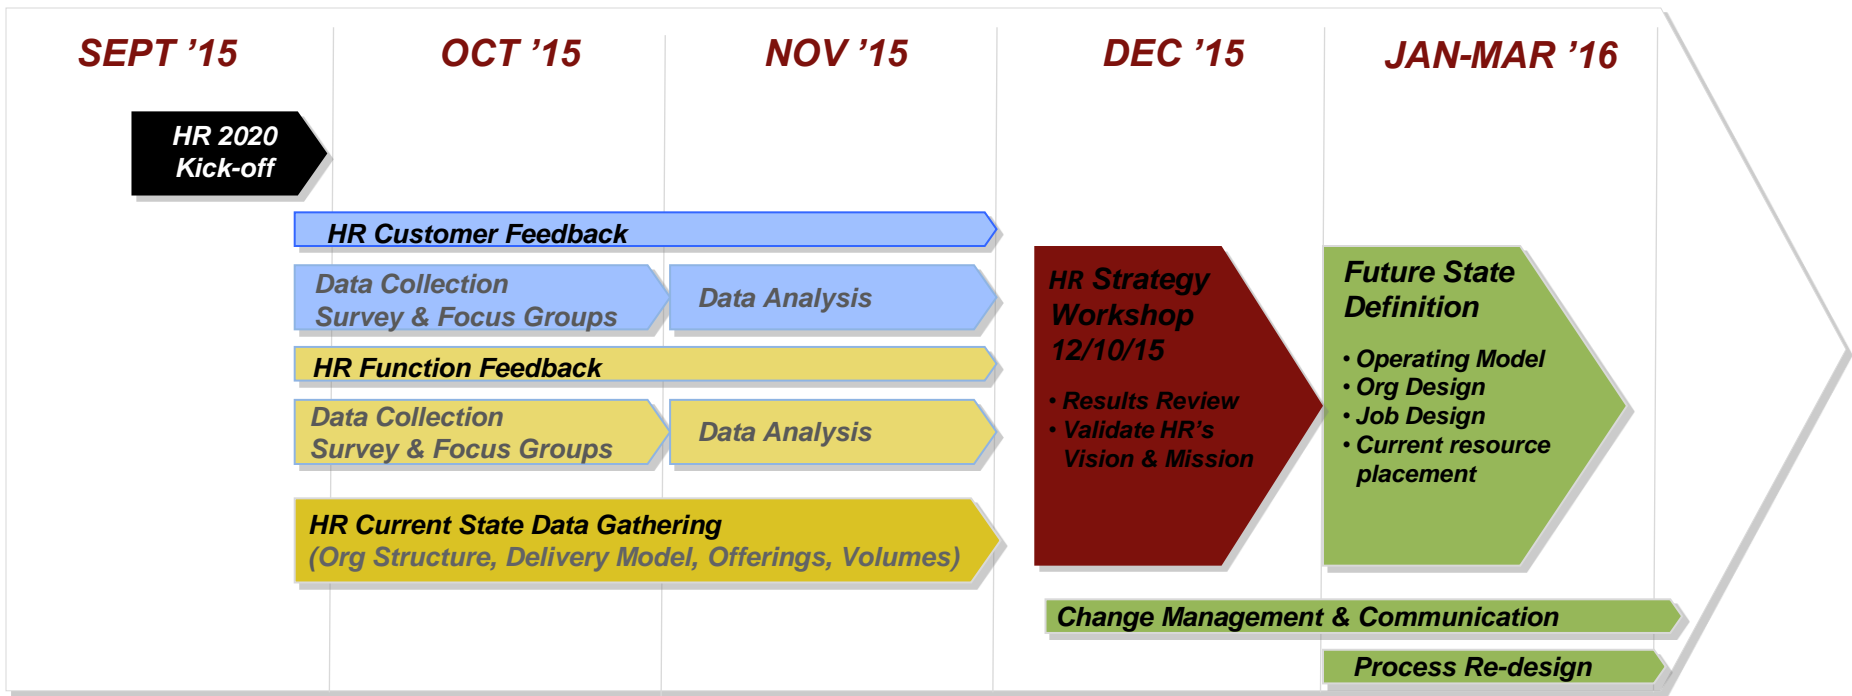 SEPT ’15
OCT ’15
NOV ’15
DEC ’15
JAN-MAR ’16
HR 2020
Kick-off
HR Customer Feedback
Data Collection
Survey & Focus Groups
Data Analysis
HR Function Feedback
Data Collection
Survey & Focus Groups
Data Analysis
HR Current State Data Gathering
(Org Structure, Delivery Model, Offerings, Volumes)
HR Strategy
Workshop
12/10/15
• Results Review
• Validate HR’s
Vision & Mission
Future State
Definition
• Operating Model
• Org Design
• Job Design
• Current resource
placement
Change Management & Communication
Process Re-design